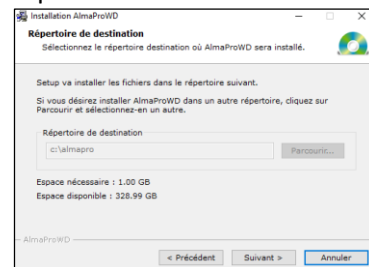 Installation AlmaProWD
Répertoire de destination
Sélectionnez le répertoire destination où AlmaProWD sera installé.
Setup va installer les fichiers dans le répertoire suivant.
Si vous désirez installer AlmaProWD dans un autre répertoire, cliquez sur
Parcourir et sélectionnez-en un autre.
Répertoire de destination
c:\almapro
Parcourir...
Espace nécessaire : 1.00 GB
Espace disponible : 328.99 GB
AlmaProWD
< Précédent
Suivant >
Annuler